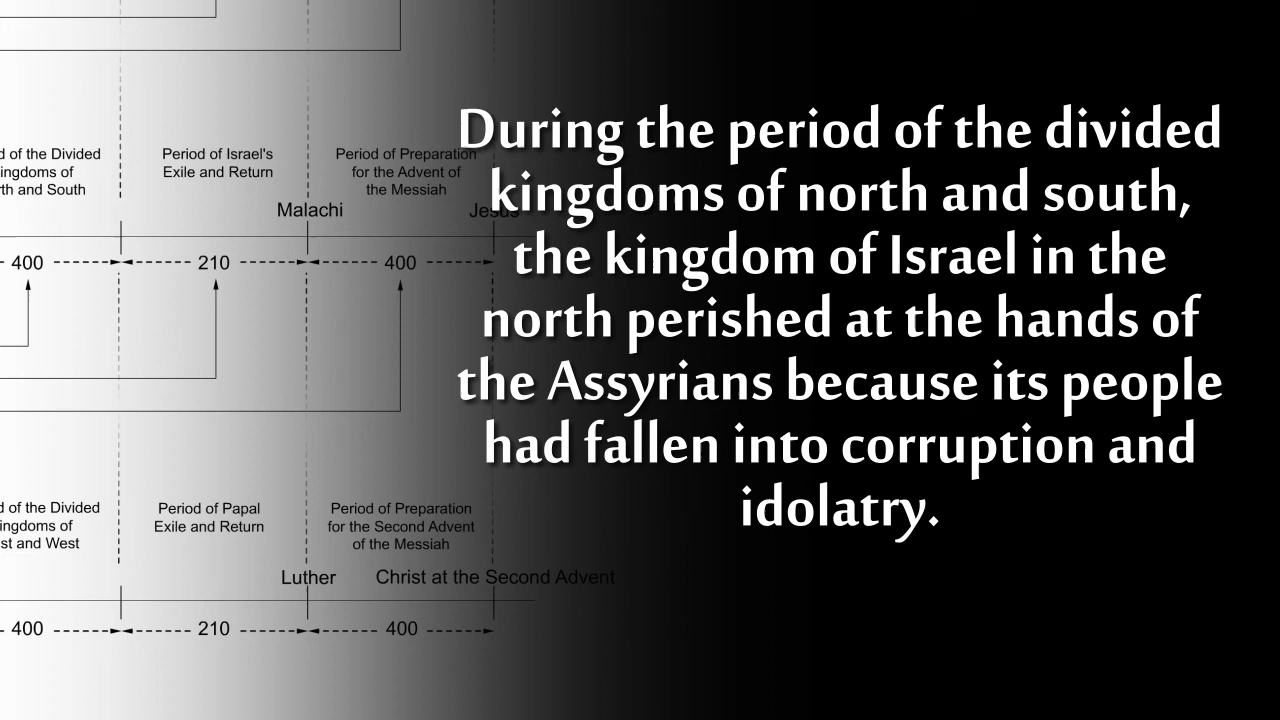 During the period of the divided
kingdoms of north and south,
the kingdom of Israel in the
north perished at the hands of
the Assyrians because its people
had fallen into corruption and
idolatry.
d of the Divided
ingdoms of
th and South
Period of Israel's
Exile and Return
Period of Preparation
for the Advent of
the Messiah
Malachi
Jesus
400
210
400
d of the Divided
ingdoms of
st and West
Period of Papal
Exile and Return
Period of Preparation
for the Second Advent
of the Messiah
Luther
Christ at the Second Advent
400
210
400